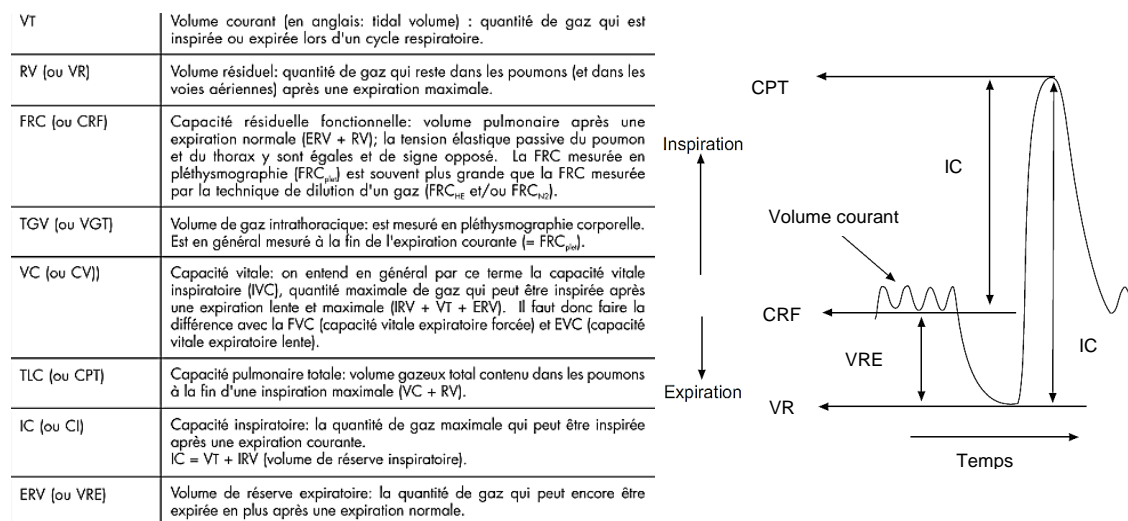 VT
Volume courant (en anglais: tidal volume) : quantité de gaz qui est
inspirée ou expirée lors d'un cycle respiratoire.
RV (ou VR)
Volume résiduel: quantité de gaz qui reste dans les poumons (et dans les
voies aériennes) après une expiration maximale.
FRC (ou CRF)
Capacité résiduelle fonctionnelle: volume pulmonaire après une
expiration normale (ERV + RV); la tension élastique passive du poumon
et du thorax y sont égales et de signe opposé. La FRC mesurée en
pléthysmographie (FRCplet) est souvent plus grande que la FRC mesurée
par la technique de dilution d'un gaz (FRCHE et/ou FRCN2).
TGV (ou VGT)
Volume de gaz intrathoracique: est mesuré en pléthysmographie corporelle.
Est en général mesuré à la fin de l'expiration courante (= FRCplet).
VC (ou CV))
Capacité vitale: on entend en général par ce terme la capacité vitale
inspiratoire (IVC), quantité maximale de gaz qui peut être inspirée après
une expiration lente et maximale (IRV + VT + ERV). Il faut donc faire la
différence avec la FVC (capacité vitale expiratoire forcée) et EVC (capacité
vitale expiratoire lente).
TLC (ou CPT)
Capacité pulmonaire totale: volume gazeux total contenu dans les poumons
à la fin d'une inspiration maximale (VC + RV).
IC (ou CI)
Capacité inspiratoire: la quantité de gaz maximale qui peut être inspirée
après une expiration courante.
IC = VT + IRV (volume de réserve inspiratoire).
ERV (ou VRE)
Volume de réserve expiratoire: la quantité de gaz qui peut encore être
expirée en plus après une expiration normale.
CPT
Inspiration
IC
Volume courant
CRF
VRE
IC
Expiration
VR
Temps